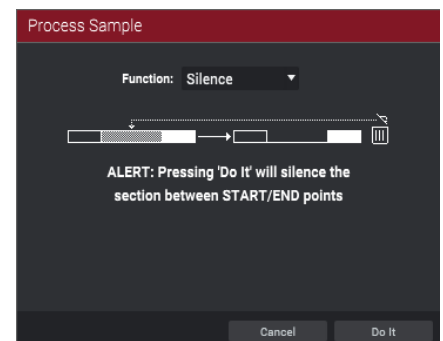 Process Sample
Function: Silence
ALERT: Pressing 'Do It' will silence the
section between START/END points
Cancel Do It